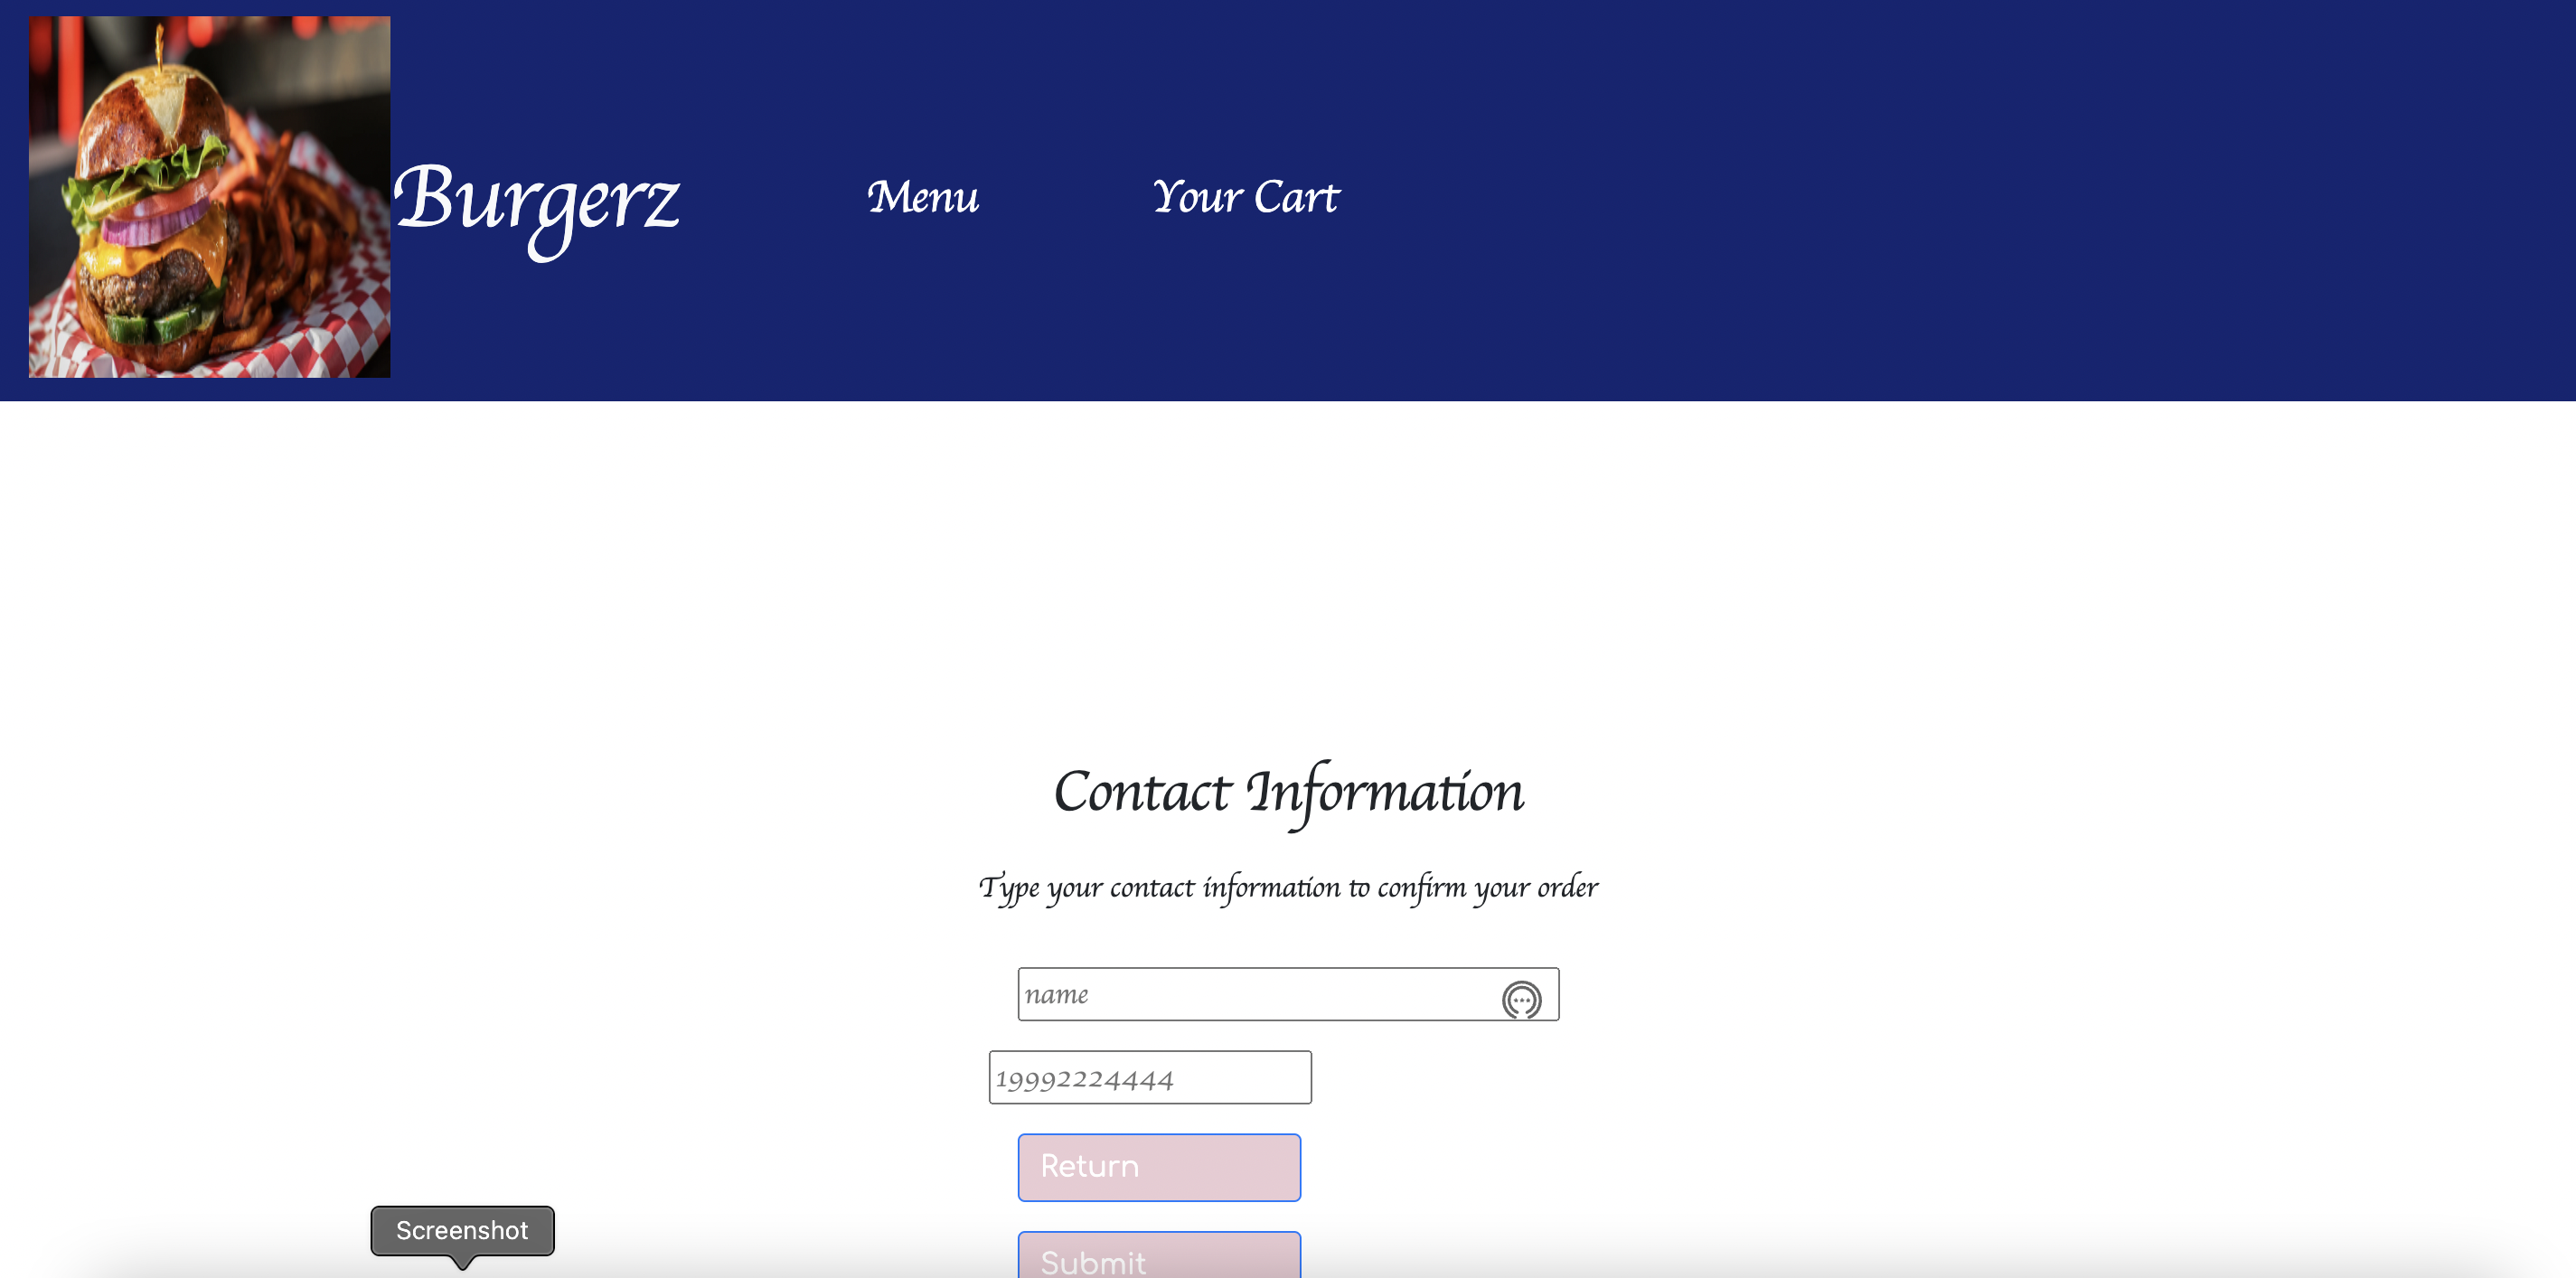 Burgerz Menu Your Cart
Contact Information
Type your contact information to confirm your order
name
19992224444
Return
Submit
Screenshot